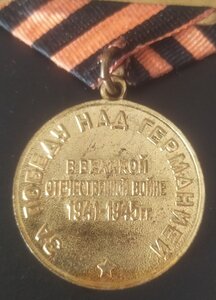 ЗА ПОБЕДУ НАД ГЕРМАНИЕЙ
В ВЕЛИКОЙ
ОТЕЧЕСТВЕННОЙ ВОЙНЕ
1941-1945 гг